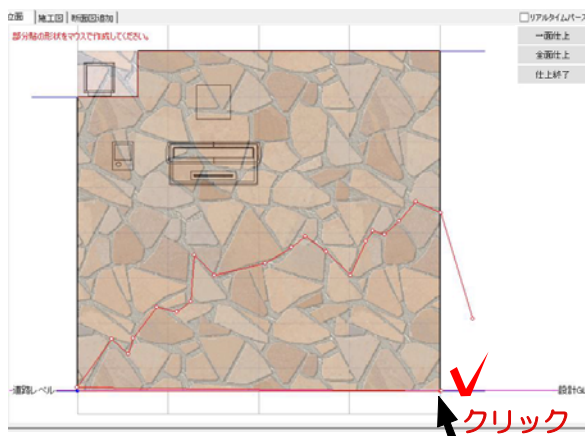 立面 施工図 断面図追加
リアルタイムパース
部分貼の形状をマウスで作成してください。
一面仕上
全面仕上
仕上終了
道路レベル
設計GL
クリック